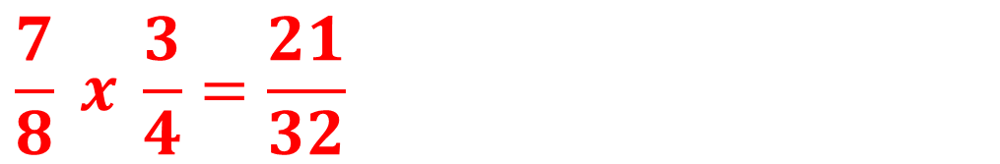 7/8 x 3/4 = 21/32